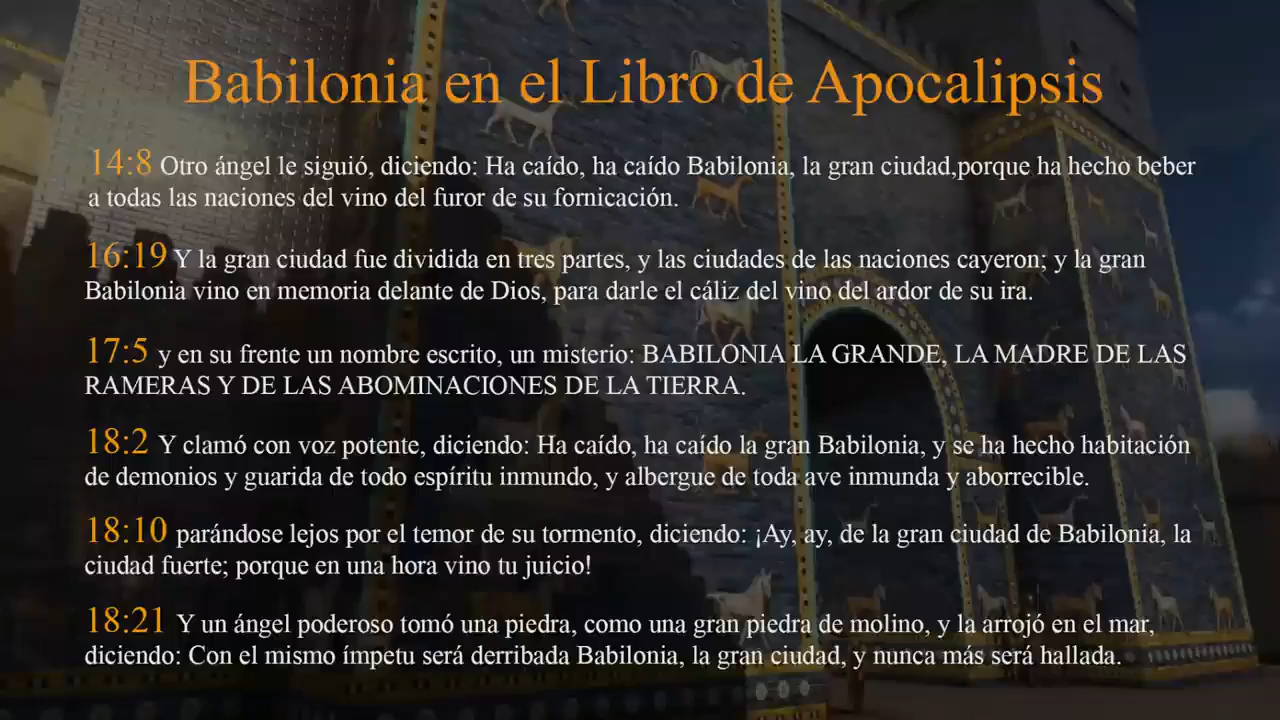 Babilonia en el Libro de Apocalipsis
14:8 Otro ángel le siguió, diciendo: Ha caído, ha caído Babilonia, la gran ciudad,porque ha hecho beber
a todas las naciones del vino del furor de su fornicación.
16:19 Y la gran ciudad fue dividida en tres partes, y las ciudades de las naciones cayeron; y la gran
Babilonia vino en memoria delante de Dios, para darle el cáliz del vino del ardor de su ira.
17:5 y en su frente un nombre escrito, un misterio: BABILONIA LA GRANDE, LA MADRE DE LAS
RAMERAS Y DE LAS ABOMINACIONES DE LA TIERRA.
18:2 Y clamó con voz potente, diciendo: Ha caído, ha caído la gran Babilonia, y se ha hecho habitación
de demonios y guarida de todo espíritu inmundo, y albergue de toda ave inmunda y aborrecible.
18:10 parándose lejos por el temor de su tormento, diciendo: ¡Ay, ay, de la gran ciudad de Babilonia, la
ciudad fuerte; porque en una hora vino tu juicio!
18:21 Y un ángel poderoso tomó una piedra, como una gran piedra de molino, y la arrojó en el mar,
diciendo: Con el mismo ímpetu será derribada Babilonia, la gran ciudad, y nunca más será hallada.